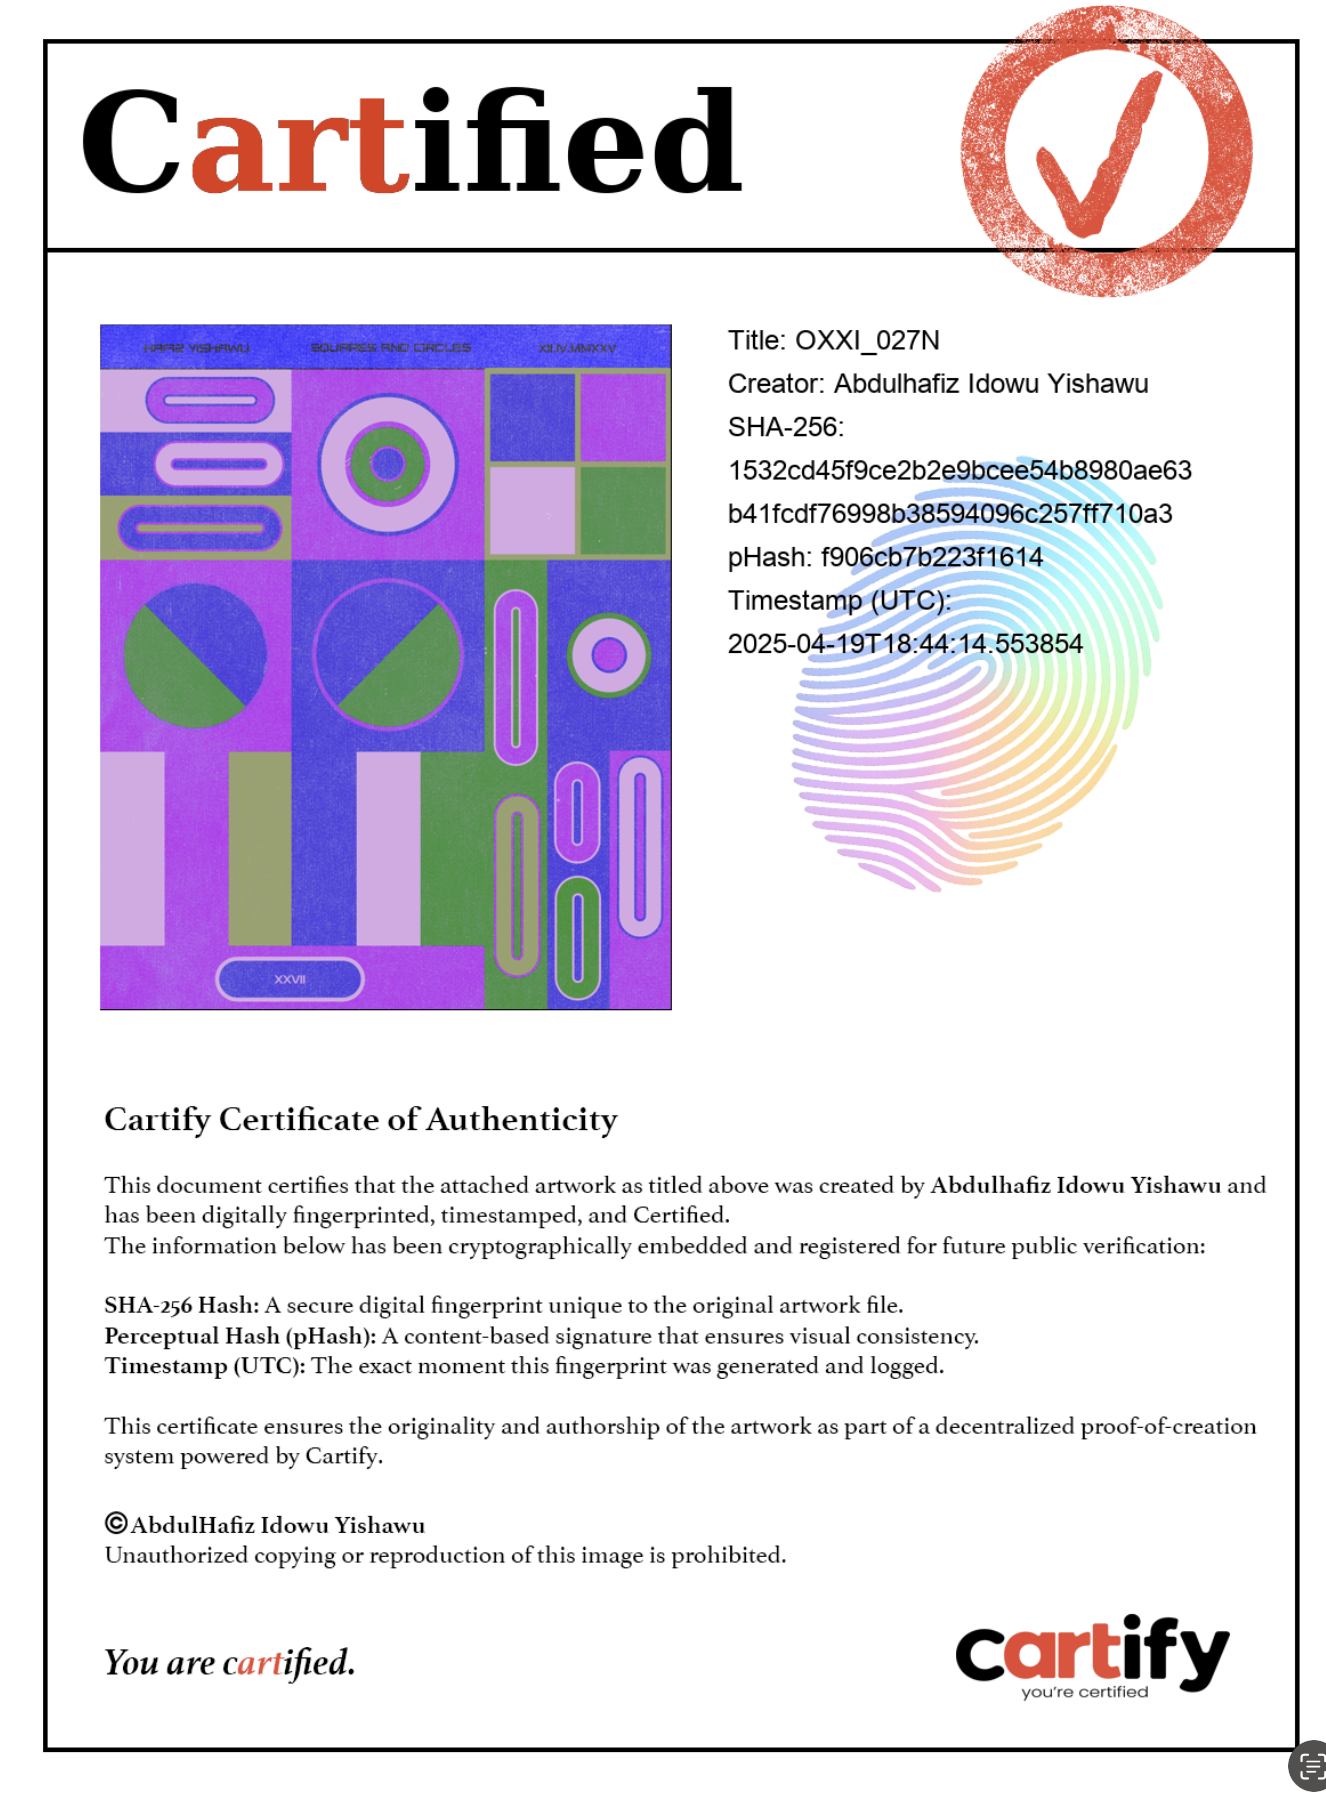 Cartified
HAFIZ YISHAWU SQUARES AND CIRCLES XII.IV.MMXXV
XXVII
Title: OXXI_027N
Creator: Abdulhafiz Idowu Yishawu
SHA-256:
1532cd45f9ce2b2e9bcee54b8980ae63
b41fcdf76998b38594096c257ff710a3
pHash: f906cb7b223f1614
Timestamp (UTC):
2025-04-19T18:44:14.553854
Cartify Certificate of Authenticity
This document certifies that the attached artwork as titled above was created by Abdulhafiz Idowu Yishawu and
has been digitally fingerprinted, timestamped, and Certified.
The information below has been cryptographically embedded and registered for future public verification:
SHA-256 Hash: A secure digital fingerprint unique to the original artwork file.
Perceptual Hash (pHash): A content-based signature that ensures visual consistency.
Timestamp (UTC): The exact moment this fingerprint was generated and logged.
This certificate ensures the originality and authorship of the artwork as part of a decentralized proof-of-creation
system powered by Cartify.
©AbdulHafiz Idowu Yishawu
Unauthorized copying or reproduction of this image is prohibited.
You are cartified.
cartify
you're certified